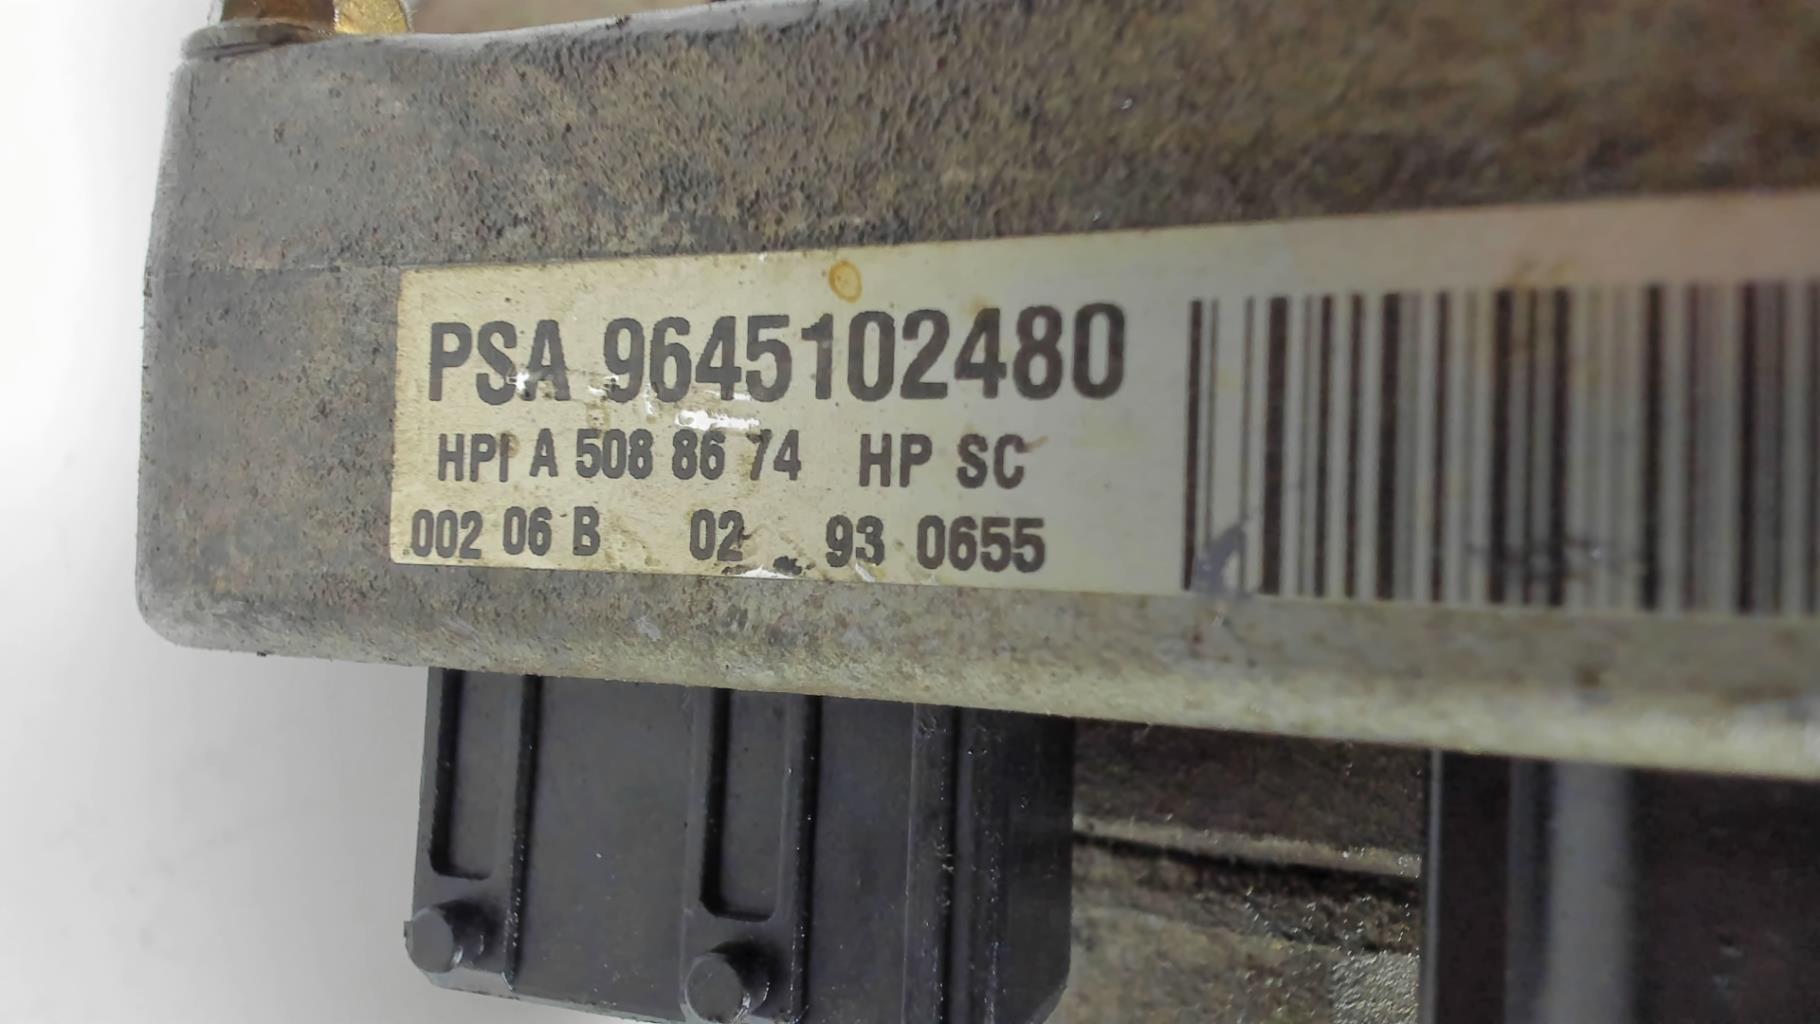 PSA 9645102480
HPI A 508 86 74 HP SC
002 06 B 02 93 0655